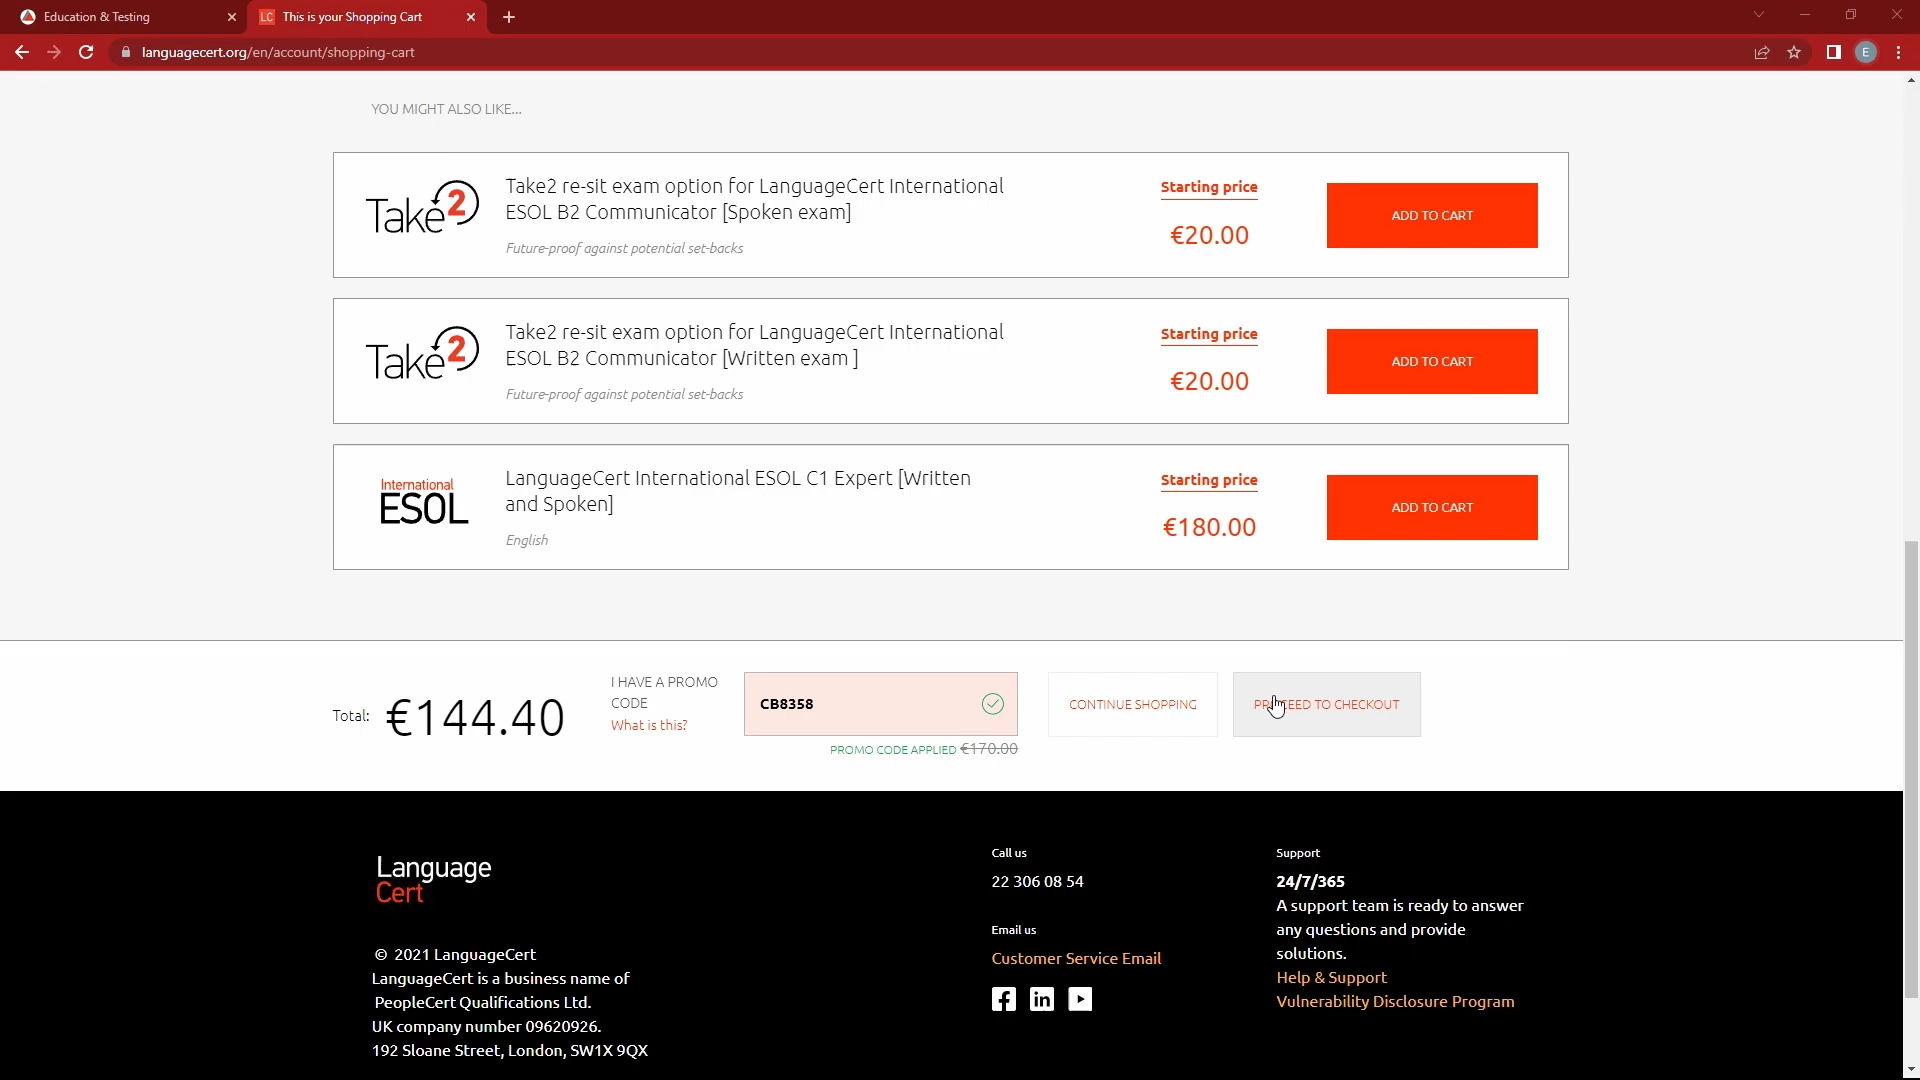 Education & Testing
LC This is your Shopping Cart
languagecert.org/en/account/shopping-cart
E
YOU MIGHT ALSO LIKE...
Take2
Take2 re-sit exam option for LanguageCert International
ESOL B2 Communicator [Spoken exam]
Future-proof against potential set-backs
Starting price
€20.00
ADD TO CART
Take2
Take2 re-sit exam option for LanguageCert International
ESOL B2 Communicator [Written exam ]
Future-proof against potential set-backs
Starting price
€20.00
ADD TO CART
International
ESOL
LanguageCert International ESOL C1 Expert [Written
and Spoken]
English
Starting price
€180.00
ADD TO CART
Total: €144.40
I HAVE A PROMO
CODE
What is this?
CB8358
PROMO CODE APPLIED €170.00
CONTINUE SHOPPING
PROCEED TO CHECKOUT
Language
Cert
© 2021 LanguageCert
LanguageCert is a business name of
PeopleCert Qualifications Ltd.
UK company number 09620926.
192 Sloane Street, London, SW1X 9QX
Call us
22 306 08 54
Email us
Customer Service Email
Support
24/7/365
A support team is ready to answer
any questions and provide
solutions.
Help & Support
Vulnerability Disclosure Program